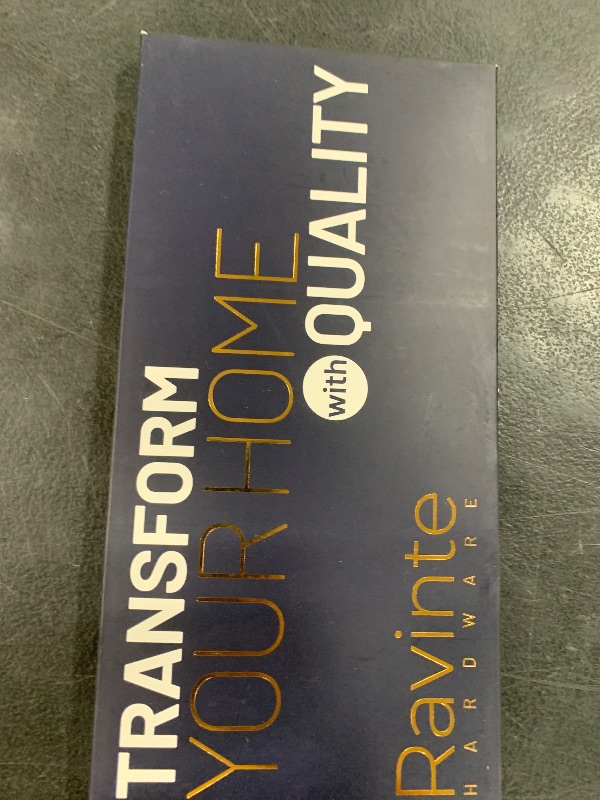 TRANSFORM
YOUR HOME
with QUALITY
Ravinte
HARDWARE